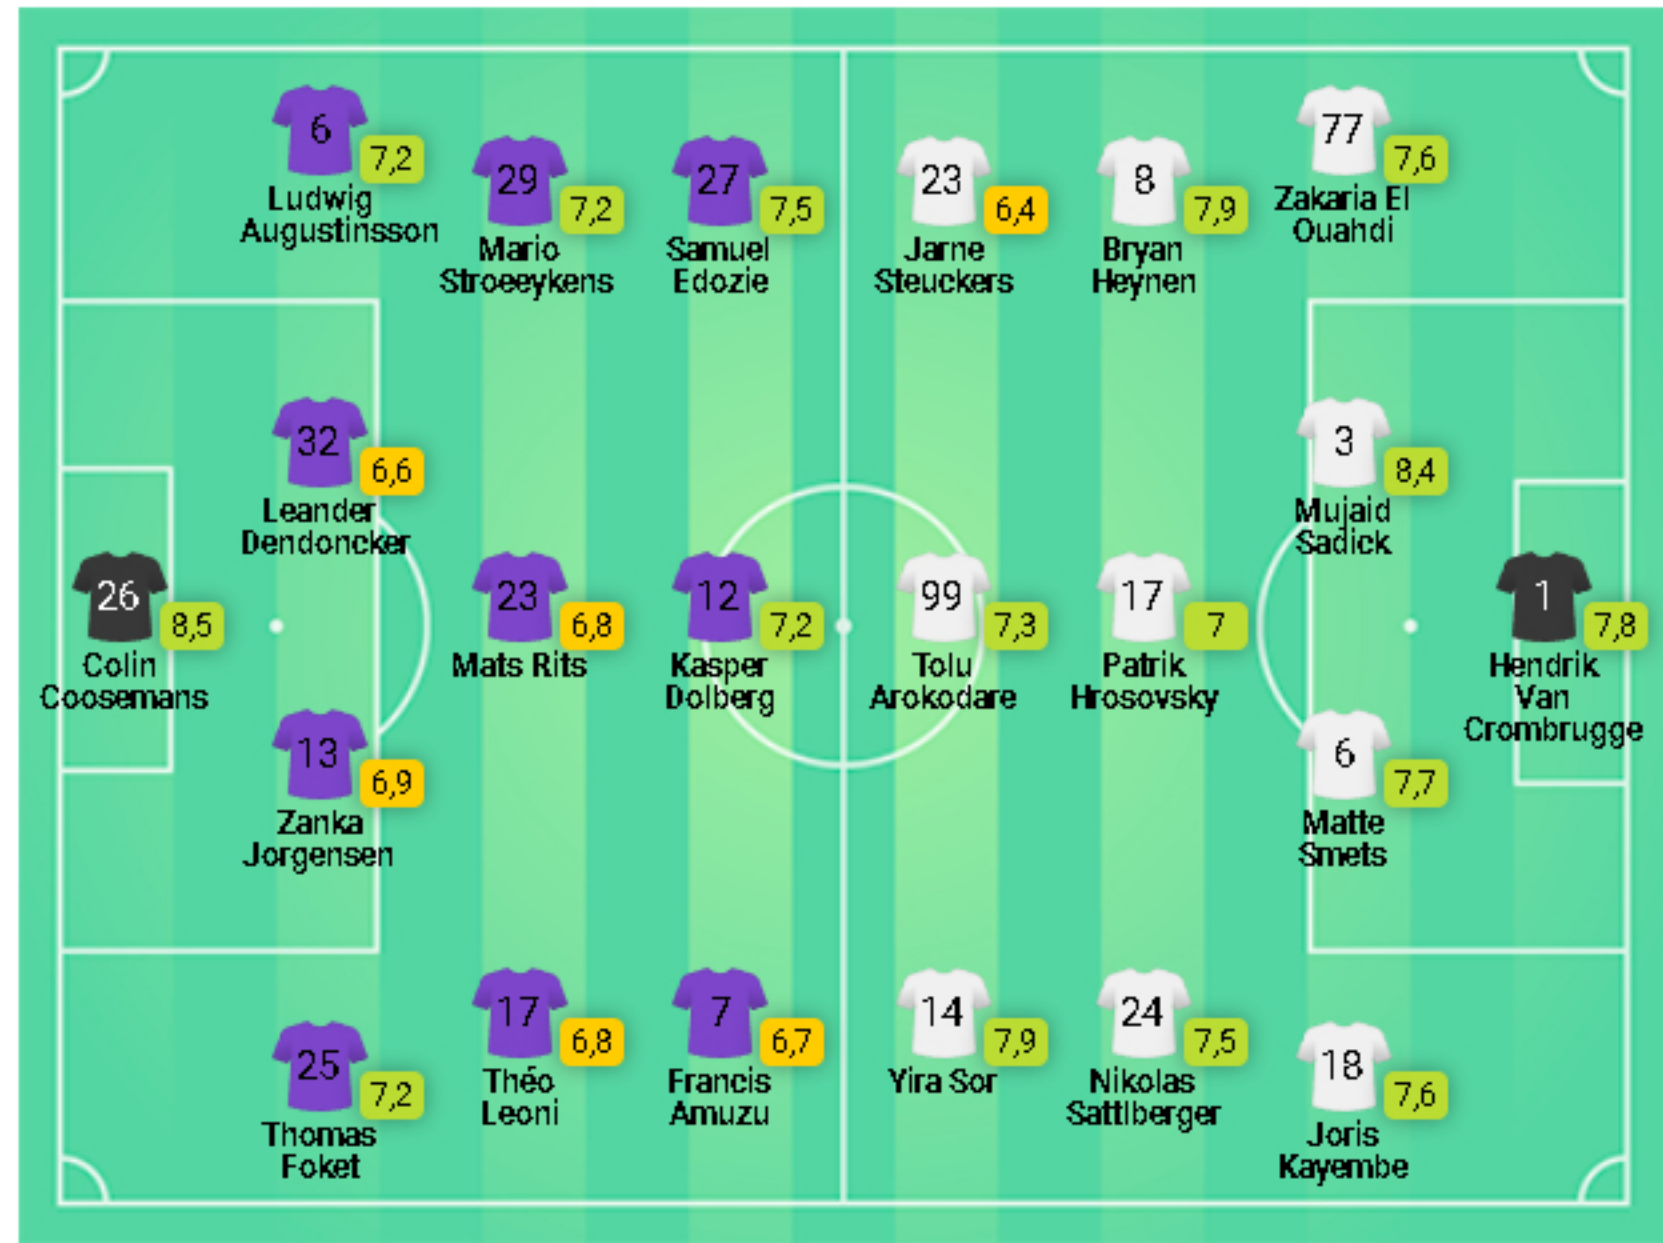 6
7,2
Ludwig
Augustinsson
29
7,2
Mario
Stroeeykens
27
7,5
Samuel
Edozie
23
6,4
Jarne
Steuckers
8
7,9
Bryan
Heynen
77
7,6
Zakaria El
Ouahdi
32
6,6
Leander
Dendoncker
3
8,4
Mujaid
Sadick
26
8,5
Colin
Coosemans
23
6,8
Mats Rits
12
7,2
Kasper
Dolberg
99
7,3
Tolu
Arokodare
17
7
Patrik
Hrosovsky
1
7,8
Hendrik
Van
Crombrugge
13
6,9
Zanka
Jorgensen
6
7,7
Matte
Smets
25
7,2
Thomas
Foket
17
6,8
Théo
Leoni
7
6,7
Francis
Amuzu
14
7,9
Yira Sor
24
7,5
Nikolas
Sattlberger
18
7,6
Joris
Kayembe